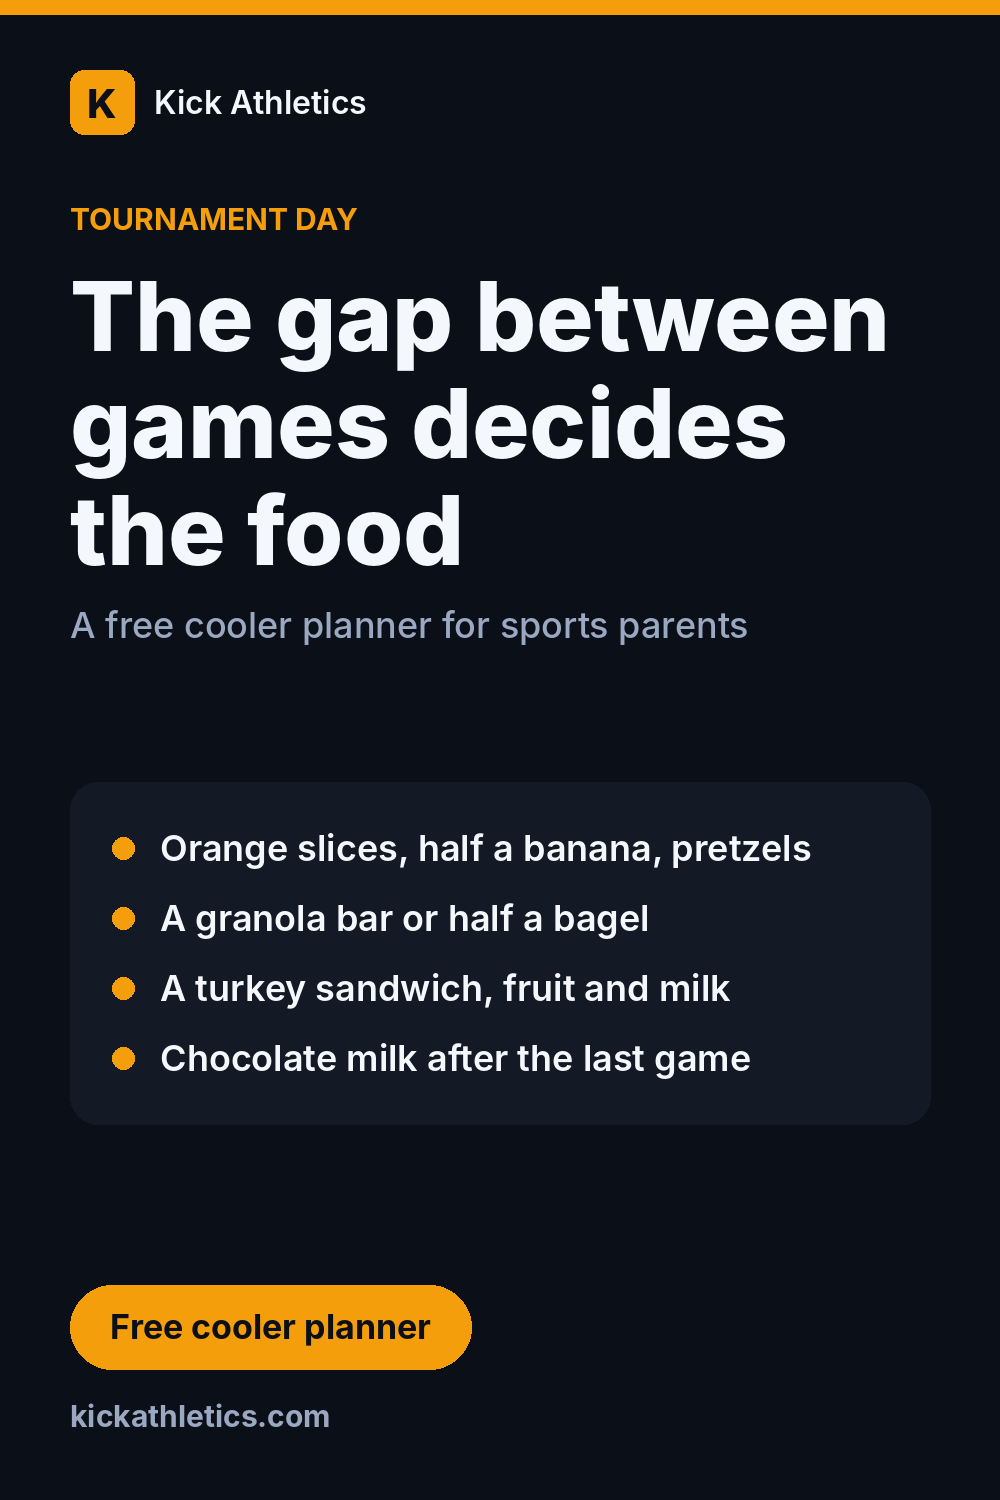 K
Kick Athletics
TOURNAMENT DAY
The gap between
games decides
the food
A free cooler planner for sports parents
Orange slices, half a banana, pretzels
A granola bar or half a bagel
A turkey sandwich, fruit and milk
Chocolate milk after the last game
Free cooler planner
kickathletics.com